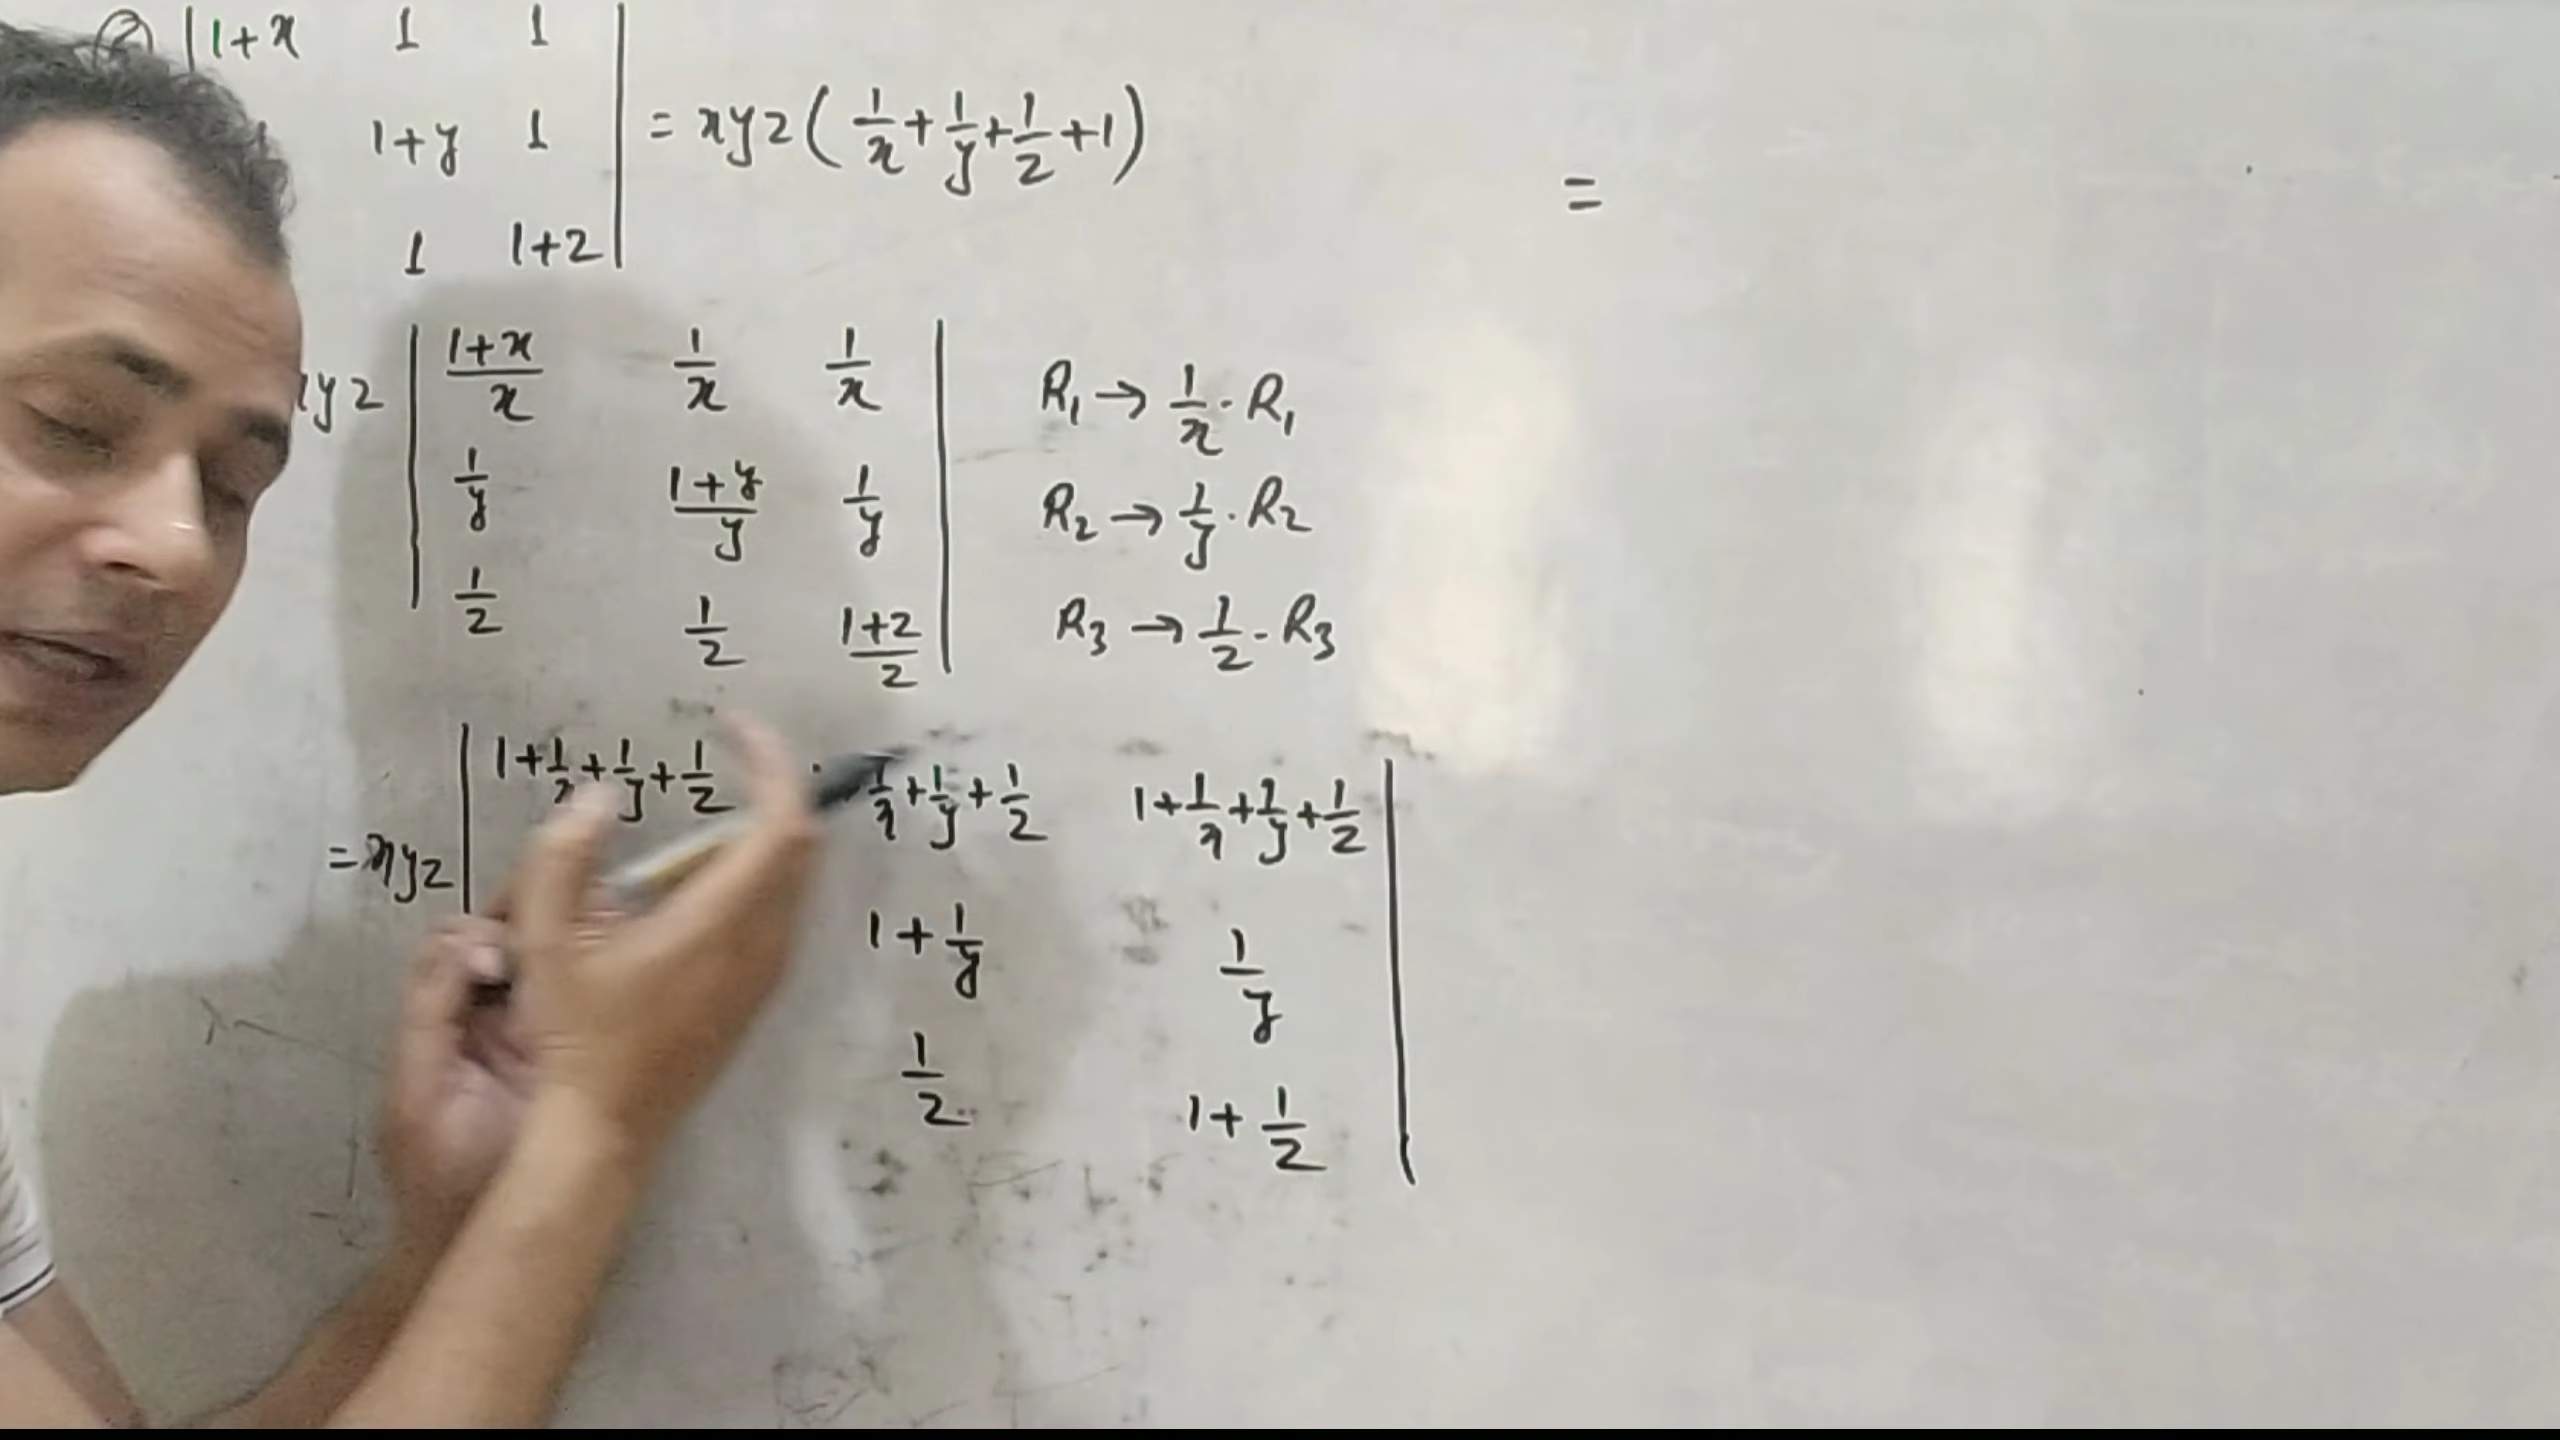 ② | 1+x 1 1 |
1+y 1 | = xyz ( 1/x + 1/y + 1/z + 1 )
=
1 1+z |
yz | (1+x)/x 1/x 1/x | R₁ → 1/x · R₁
1/y (1+y)/y 1/y | R₂ → 1/y · R₂
1/z 1/z (1+z)/z | R₃ → 1/z · R₃
= xyz | 1+1/x+1/y+1/z 1/x+1/y+1/z 1+1/x+1/y+1/z |
1+1/y 1/y
1/z 1+1/z